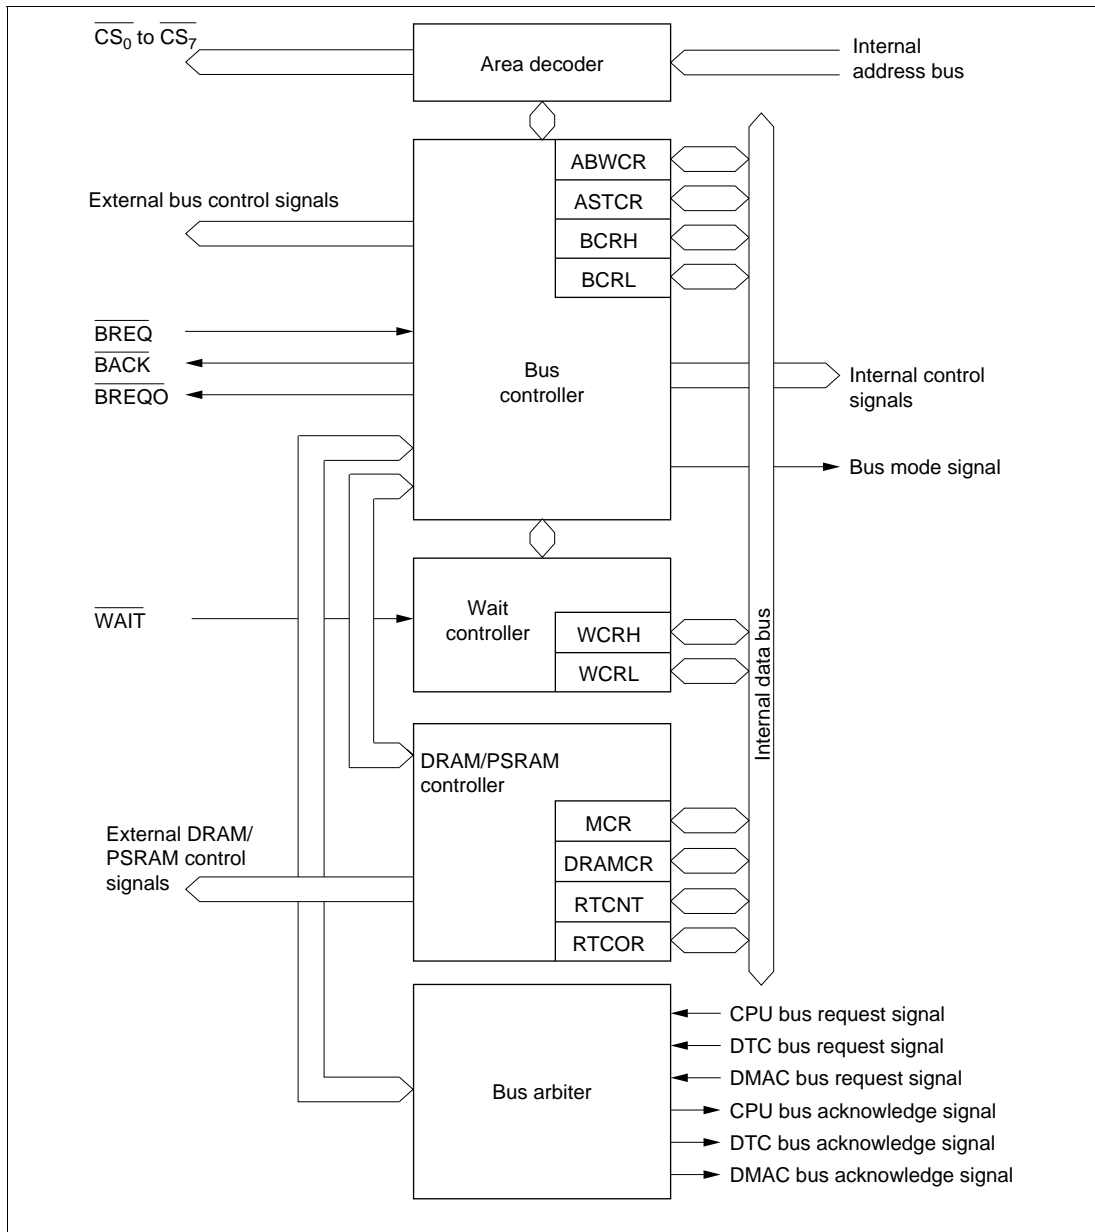 CS0 to CS7
Area decoder
Internal
address bus
ABWCR
ASTCR
BCRH
BCRL
External bus control signals
BREQ
BACK
BREQO
Bus
controller
Internal control
signals
Bus mode signal
WAIT
Wait
controller
WCRH
WCRL
Internal data bus
DRAM/PSRAM
controller
MCR
DRAMCR
RTCNT
RTCOR
External DRAM/
PSRAM control
signals
Bus arbiter
CPU bus request signal
DTC bus request signal
DMAC bus request signal
CPU bus acknowledge signal
DTC bus acknowledge signal
DMAC bus acknowledge signal